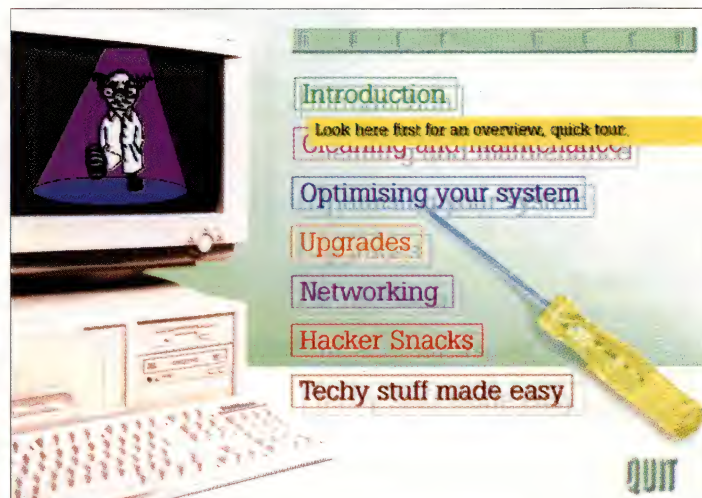 Introduction
Look here first for an overview, quick tour.
Cleaning and maintenance
Optimising your system
Upgrades
Networking
Hacker Snacks
Techy stuff made easy
QUIT